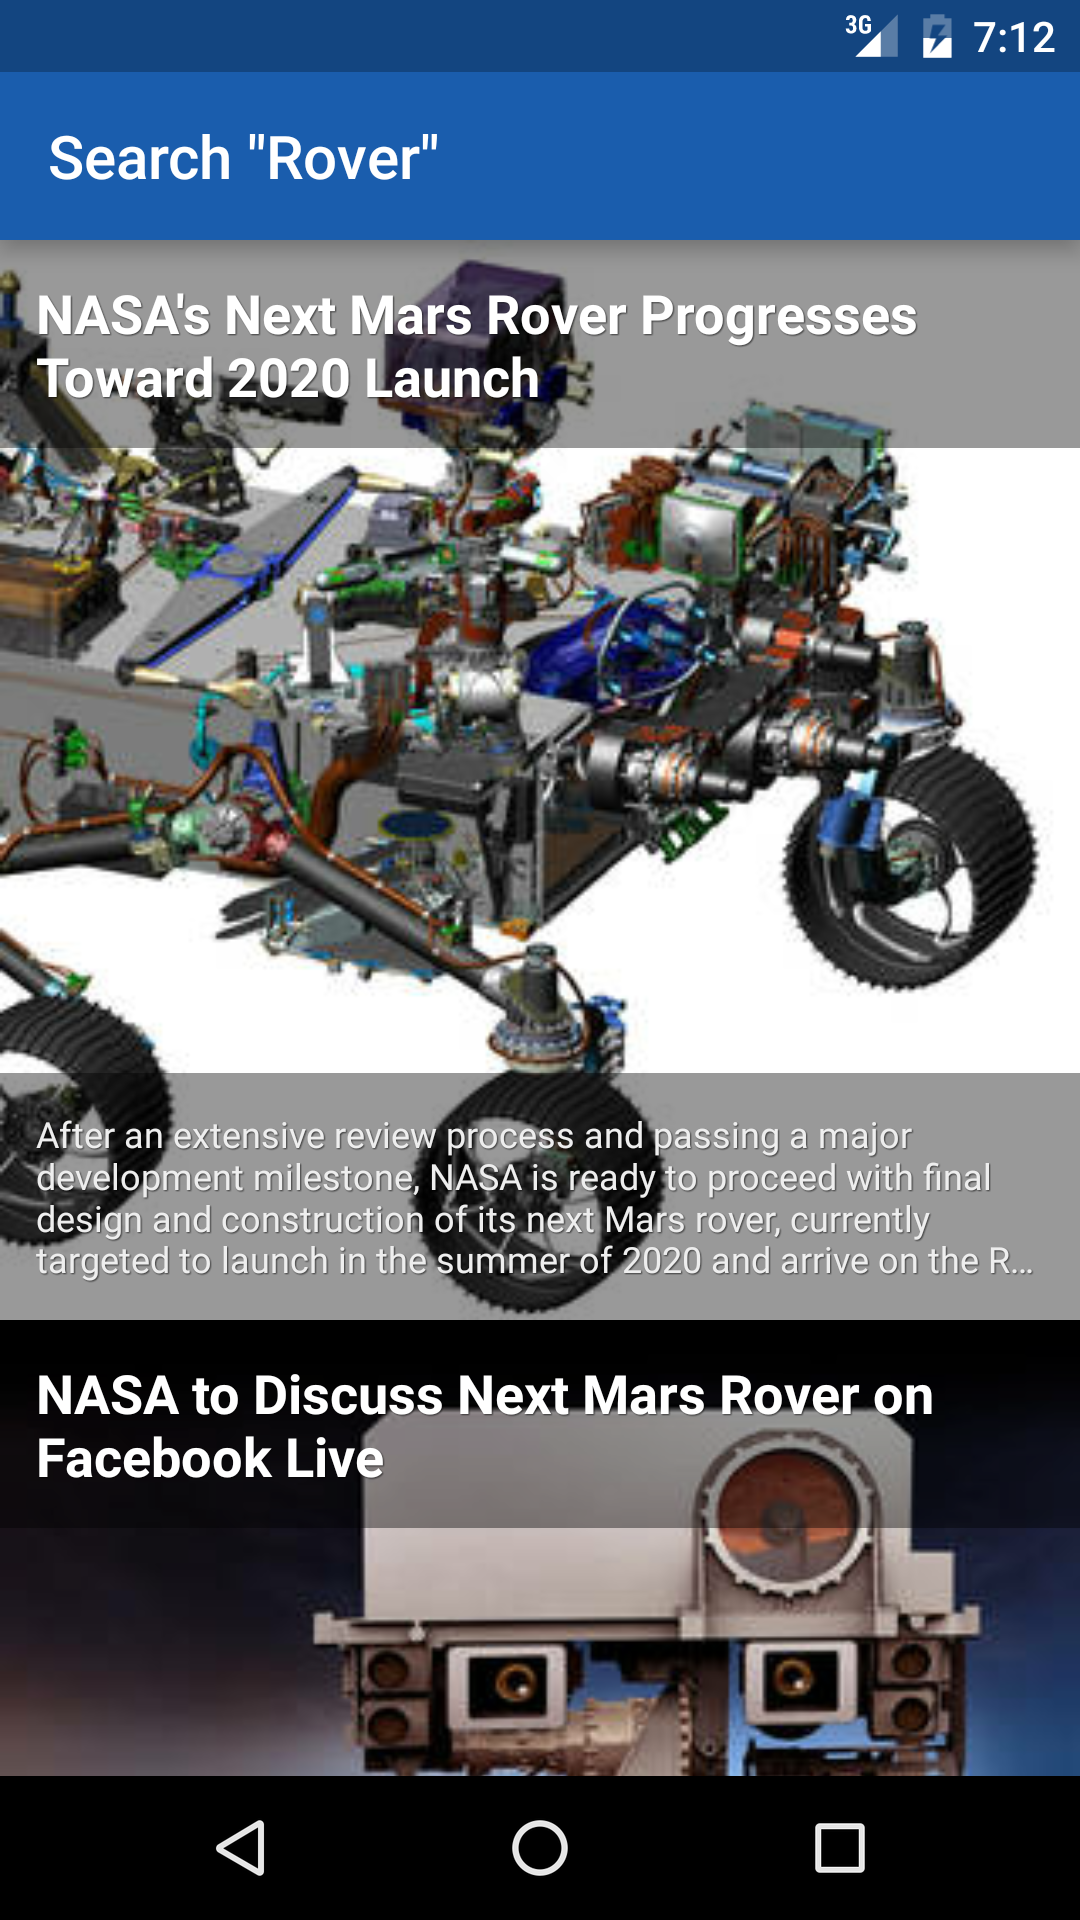 3G 7:12
Search "Rover"
NASA's Next Mars Rover Progresses
Toward 2020 Launch
After an extensive review process and passing a major
development milestone, NASA is ready to proceed with final
design and construction of its next Mars rover, currently
targeted to launch in the summer of 2020 and arrive on the R…
NASA to Discuss Next Mars Rover on
Facebook Live